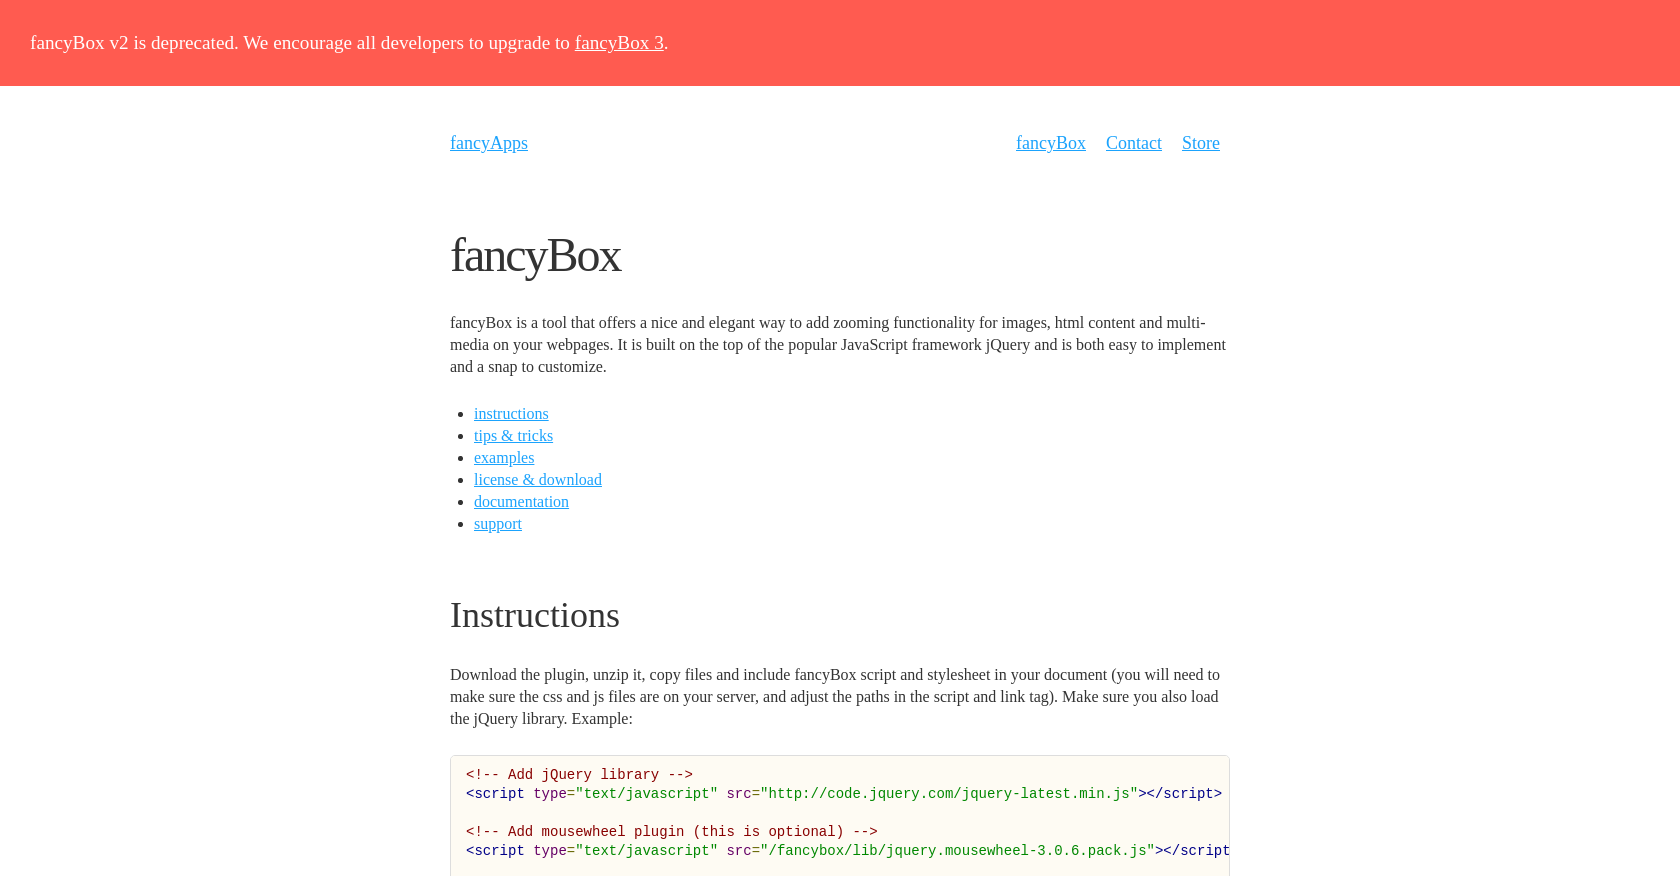 fancyBox v2 is deprecated. We encourage all developers to upgrade to fancyBox 3.
fancyApps
fancyBox Contact Store
fancyBox
fancyBox is a tool that offers a nice and elegant way to add zooming functionality for images, html content and multi-
media on your webpages. It is built on the top of the popular JavaScript framework jQuery and is both easy to implement
and a snap to customize.
instructions
tips & tricks
examples
license & download
documentation
support
Instructions
Download the plugin, unzip it, copy files and include fancyBox script and stylesheet in your document (you will need to
make sure the css and js files are on your server, and adjust the paths in the script and link tag). Make sure you also load
the jQuery library. Example:
<!-- Add jQuery library -->
<script type="text/javascript" src="http://code.jquery.com/jquery-latest.min.js"></script>
<!-- Add mousewheel plugin (this is optional) -->
<script type="text/javascript" src="/fancybox/lib/jquery.mousewheel-3.0.6.pack.js"></script